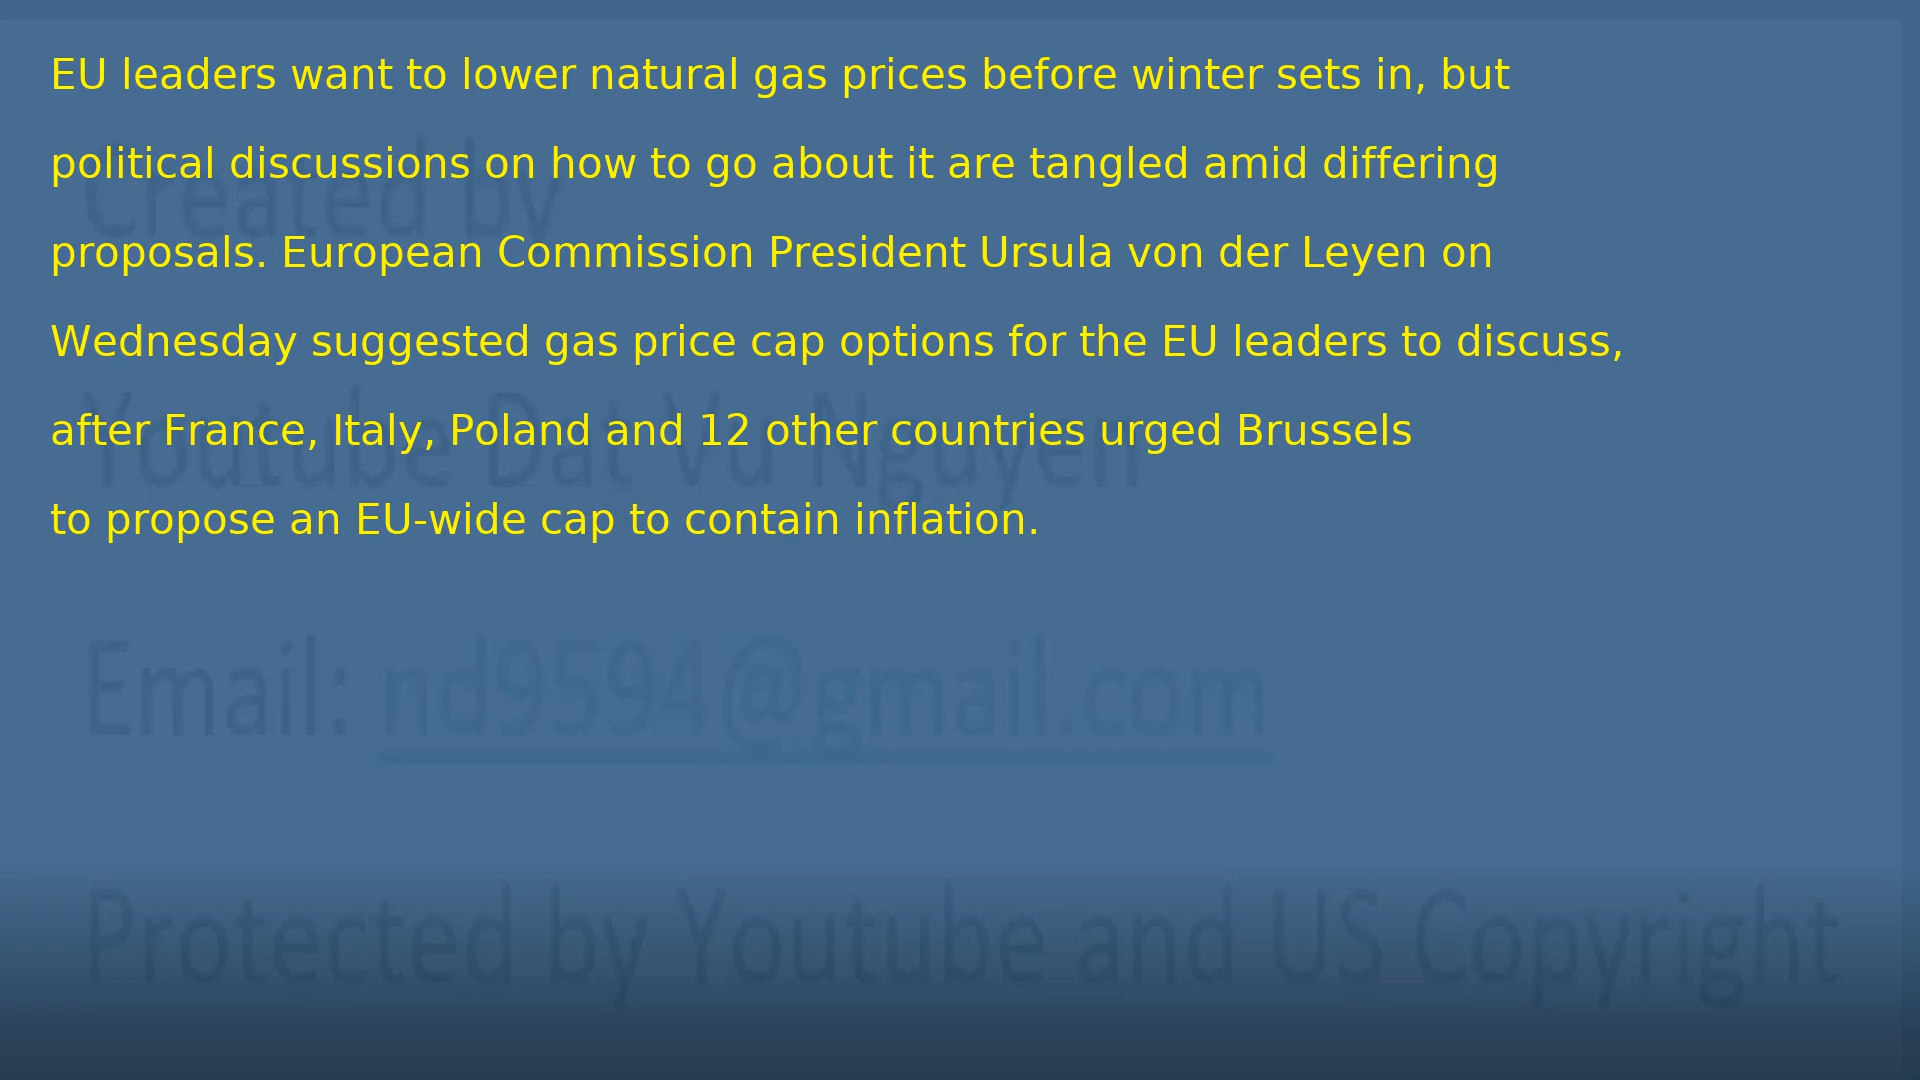 EU leaders want to lower natural gas prices before winter sets in, but
political discussions on how to go about it are tangled amid differing
Created by
proposals. European Commission President Ursula von der Leyen on
Wednesday suggested gas price cap options for the EU leaders to discuss,
after France, Italy, Poland and 12 other countries urged Brussels
Youtube Dat Vu Nguyen
to propose an EU-wide cap to contain inflation.
Email: nd9594@gmail.com
Protected by Youtube and US Copyright